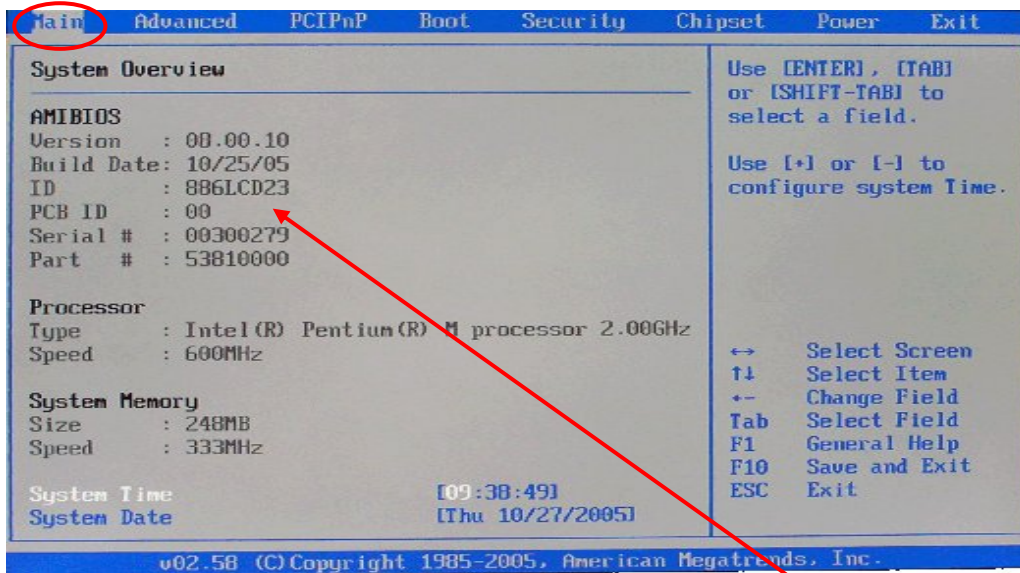 Main Advanced PCIPnP Boot Security Chipset Power Exit
System Overview
AMIBIOS
Version : 08.00.10
Build Date: 10/25/05
ID : 886LCD23
PCB ID : 00
Serial # : 00300279
Part # : 53810000
Processor
Type : Intel(R) Pentium(R) M processor 2.00GHz
Speed : 600MHz
System Memory
Size : 248MB
Speed : 333MHz
System Time [09:38:49]
System Date [Thu 10/27/2005]
Use [ENTER], [TAB]
or [SHIFT-TAB] to
select a field.
Use [+] or [-] to
configure system Time.
↔ Select Screen
↑↓ Select Item
+- Change Field
Tab Select Field
F1 General Help
F10 Save and Exit
ESC Exit
v02.58 (C)Copyright 1985-2005, American Megatrends, Inc.